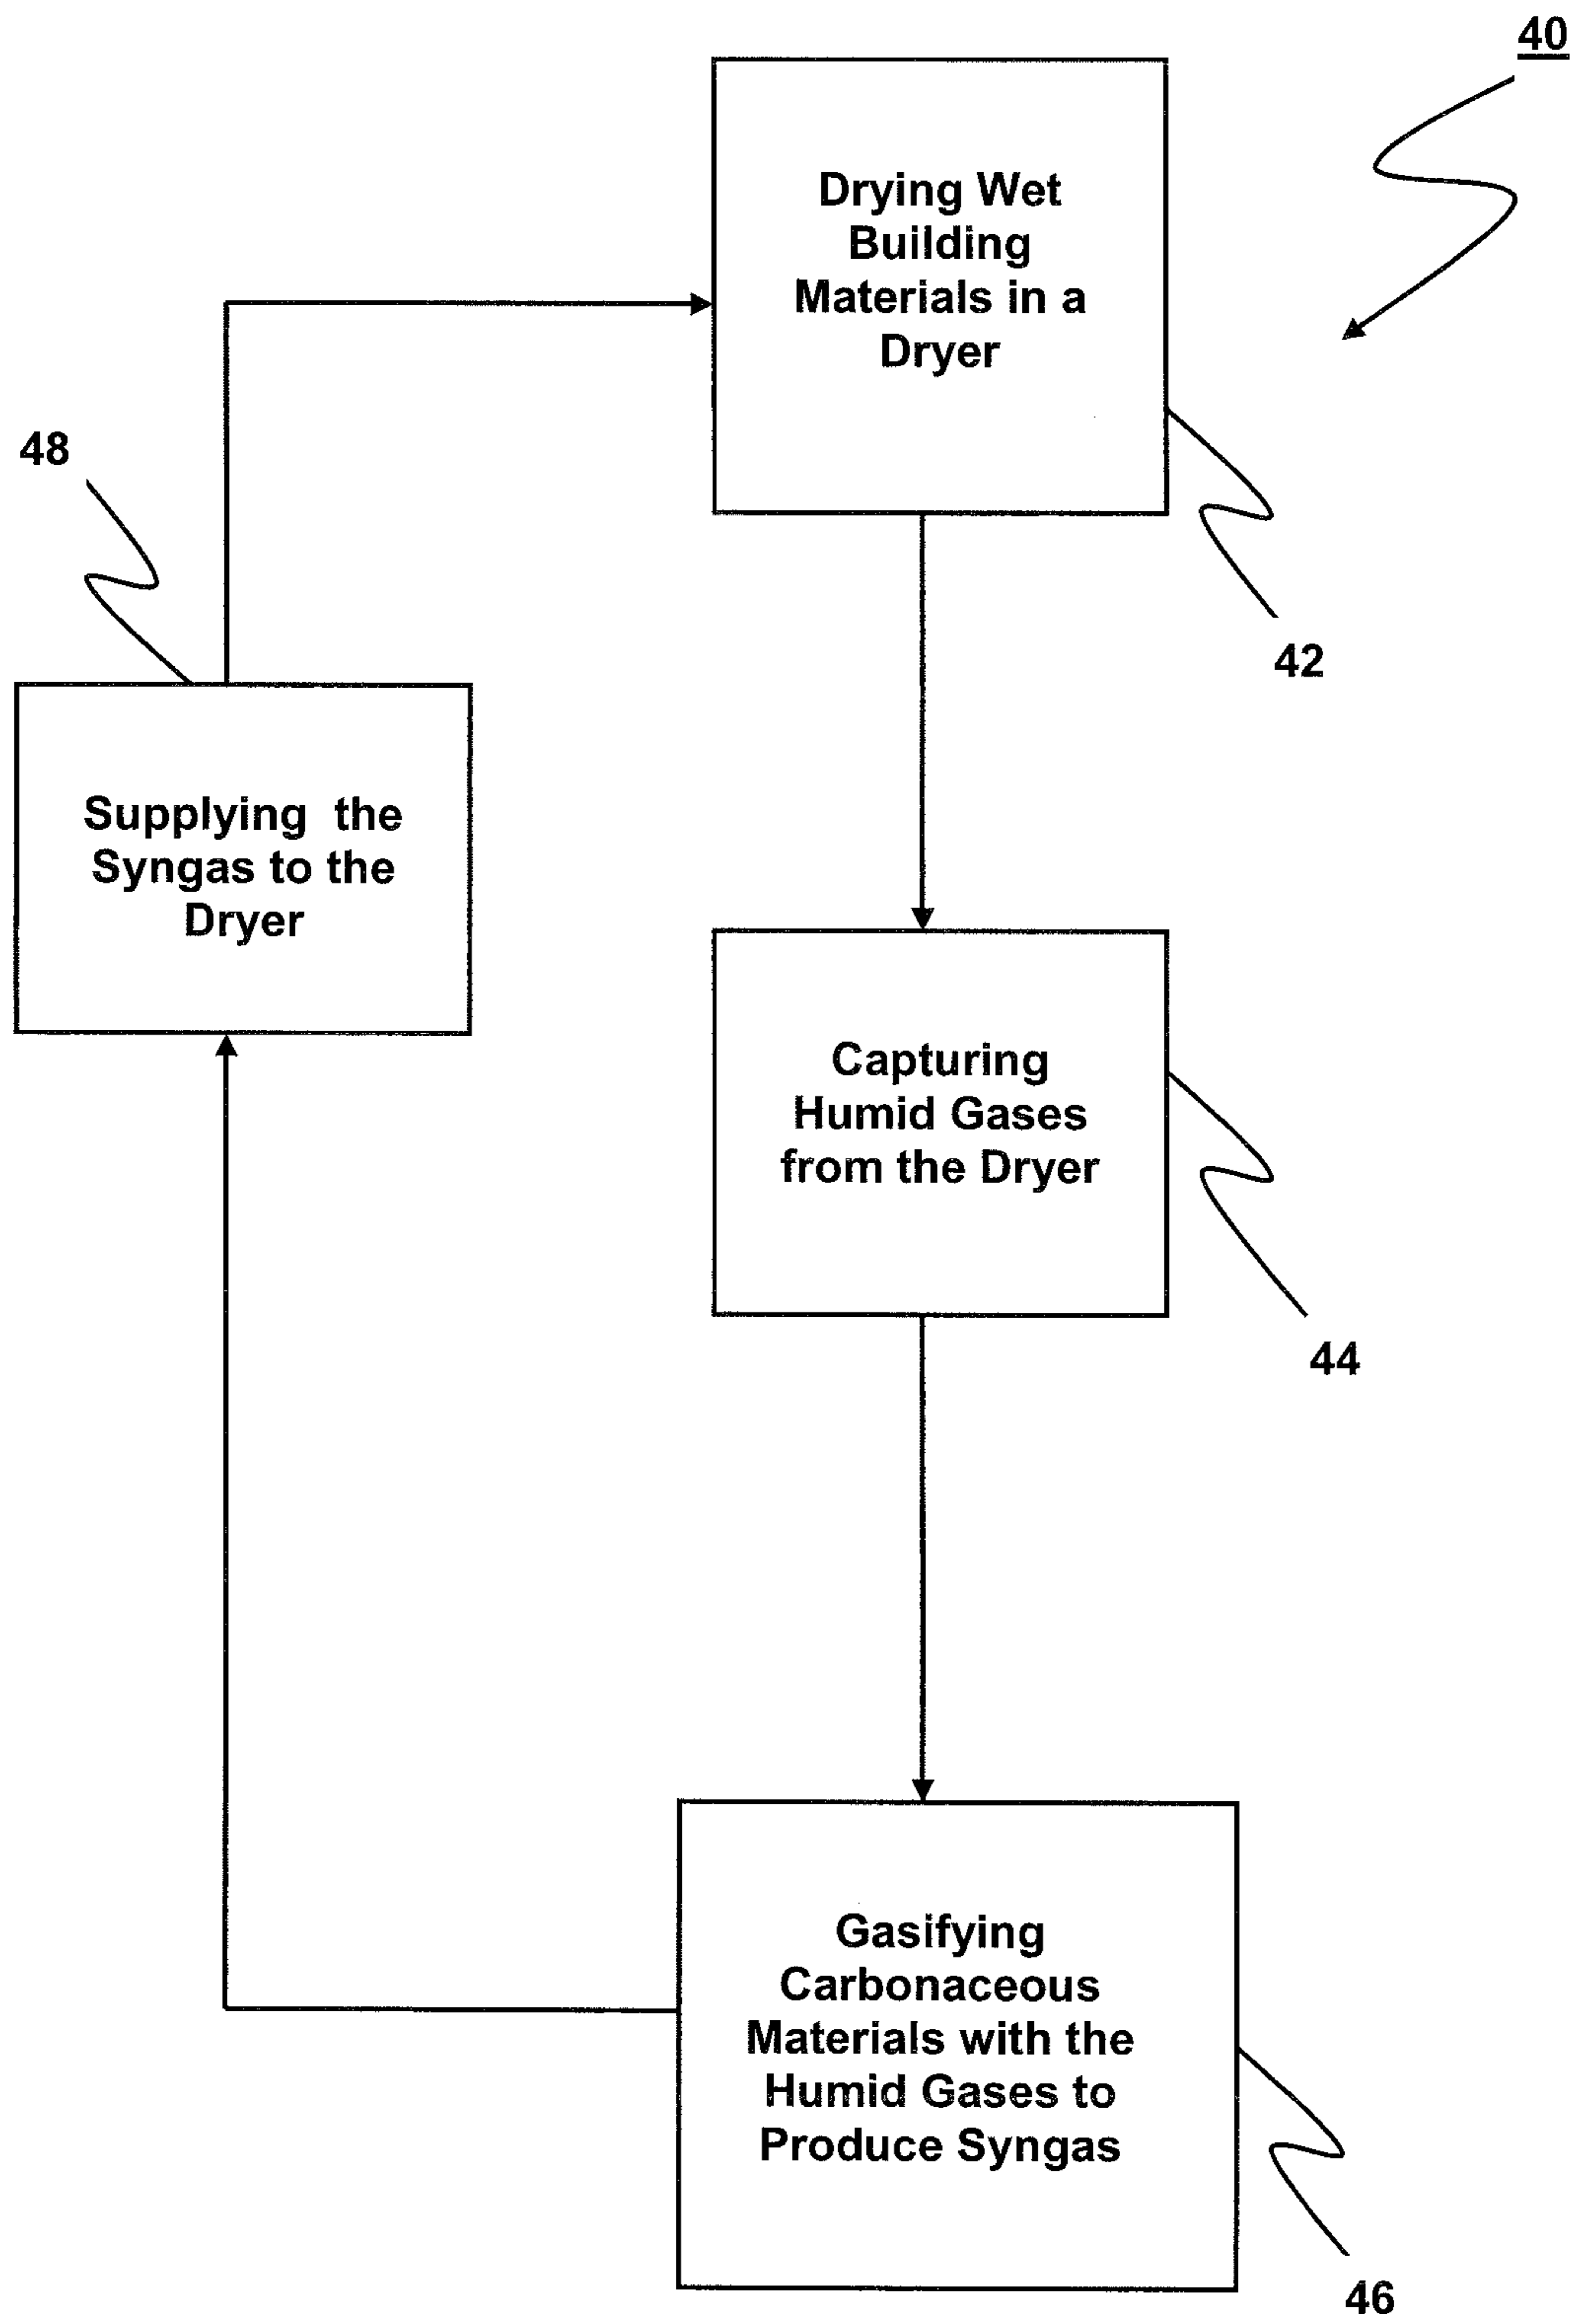 40
Drying Wet
Building
Materials in a
Dryer
48
42
Supplying the
Syngas to the
Dryer
Capturing
Humid Gases
from the Dryer
44
Gasifying
Carbonaceous
Materials with the
Humid Gases to
Produce Syngas
46